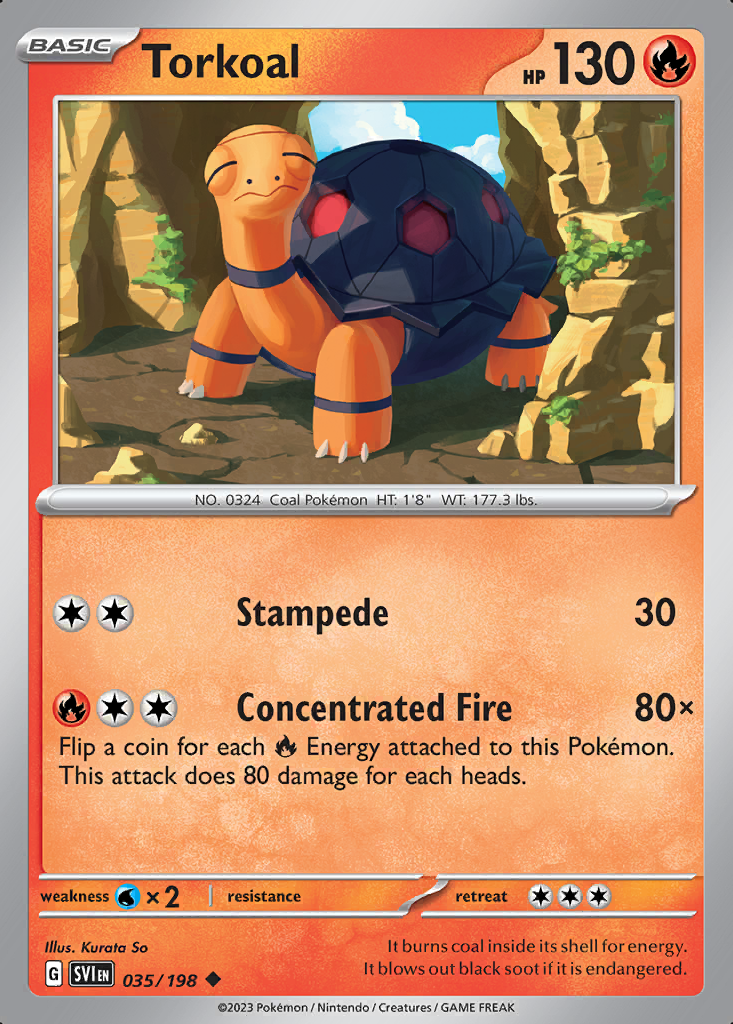 BASIC
Torkoal
HP 130
NO. 0324 Coal Pokémon HT: 1'8" WT: 177.3 lbs.
Stampede 30
Concentrated Fire 80×
Flip a coin for each Energy attached to this Pokémon.
This attack does 80 damage for each heads.
weakness × 2 resistance retreat
Illus. Kurata So
It burns coal inside its shell for energy.
It blows out black soot if it is endangered.
G SVI EN 035/198
©2023 Pokémon / Nintendo / Creatures / GAME FREAK